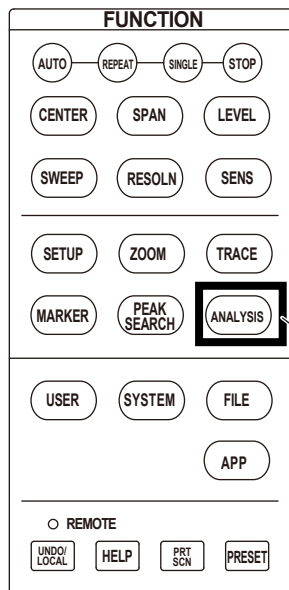 FUNCTION
AUTO REPEAT SINGLE STOP
CENTER SPAN LEVEL
SWEEP RESOLN SENS
SETUP ZOOM TRACE
MARKER PEAK SEARCH ANALYSIS
USER SYSTEM FILE
APP
REMOTE
UNDO/ LOCAL HELP PRT SCN PRESET